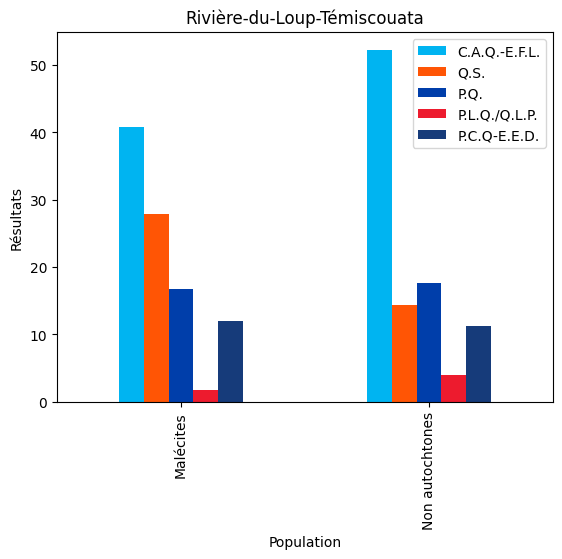 Rivière-du-Loup-Témiscouata
C.A.Q.-E.F.L.
Q.S.
P.Q.
P.L.Q./Q.L.P.
P.C.Q-E.E.D.
Résultats
50
40
30
20
10
0
Malécites
Non autochtones
Population